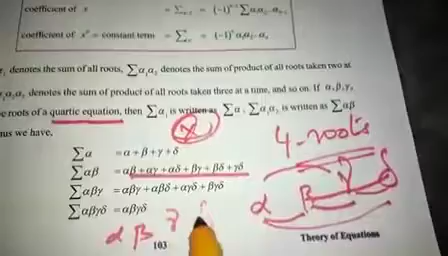 coefficient of x = Σ = (-1)ⁿ⁻¹ Σα₁α₂...αₙ₋₁
coefficient of x⁰ = constant term = Σₙ = (-1)ⁿ α₁α₂...αₙ
denotes the sum of all roots, Σα₁α₂ denotes the sum of product of all roots taken two at
denotes the sum of product of all roots taken three at a time, and so on. If α,β,γ,
e roots of a quartic equation, then Σα₁ is written as Σα, Σα₁α₂ is written as Σαβ
nus we have,
4-roots
Σα = α+β+γ+δ
Σαβ = αβ+αγ+αδ+βγ+βδ+γδ
Σαβγ = αβγ+αβδ+αγδ+βγδ
Σαβγδ = αβγδ
α β γ δ
α β γ
103
Theory of Equations